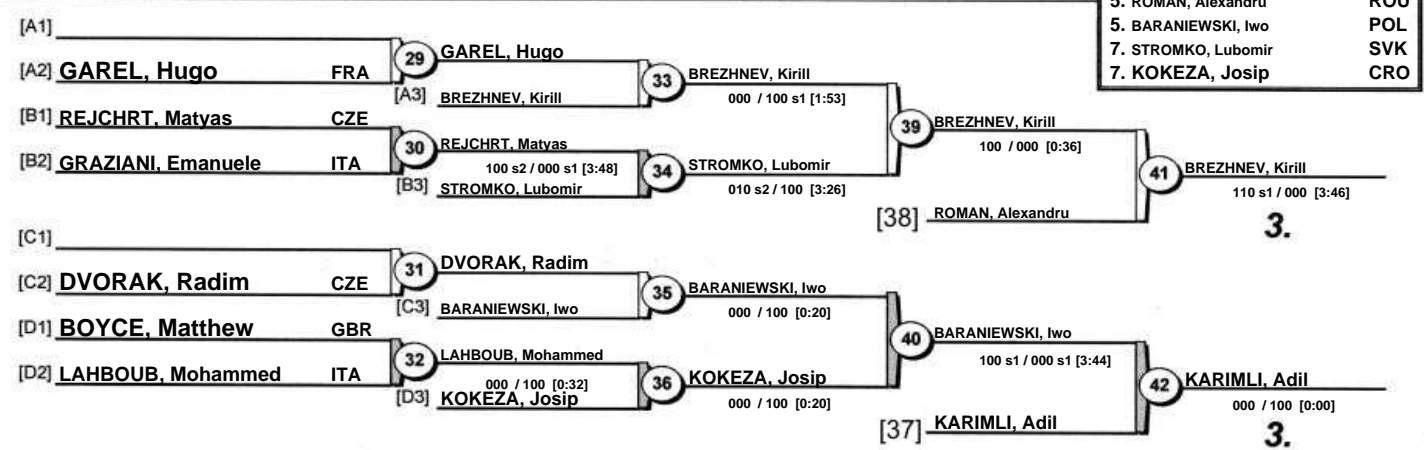 5. ROMAN, Alexandru ROU
5. BARANIEWSKI, Iwo POL
7. STROMKO, Lubomir SVK
7. KOKEZA, Josip CRO
[A1]
[A2] GAREL, Hugo FRA
29
GAREL, Hugo
[A3] BREZHNEV, Kirill
33
BREZHNEV, Kirill
000 / 100 s1 [1:53]
[B1] REJCHRT, Matyas CZE
[B2] GRAZIANI, Emanuele ITA
30
REJCHRT, Matyas
100 s2 / 000 s1 [3:48]
[B3] STROMKO, Lubomir
34
STROMKO, Lubomir
010 s2 / 100 [3:26]
39
BREZHNEV, Kirill
100 / 000 [0:36]
[38] ROMAN, Alexandru
41
BREZHNEV, Kirill
110 s1 / 000 [3:46]
3.
[C1]
[C2] DVORAK, Radim CZE
31
DVORAK, Radim
[C3] BARANIEWSKI, Iwo
35
BARANIEWSKI, Iwo
000 / 100 [0:20]
[D1] BOYCE, Matthew GBR
[D2] LAHBOUB, Mohammed ITA
32
LAHBOUB, Mohammed
000 / 100 [0:32]
[D3] KOKEZA, Josip
36
KOKEZA, Josip
000 / 100 [0:20]
40
BARANIEWSKI, Iwo
100 s1 / 000 s1 [3:44]
[37] KARIMLI, Adil
42
KARIMLI, Adil
000 / 100 [0:00]
3.